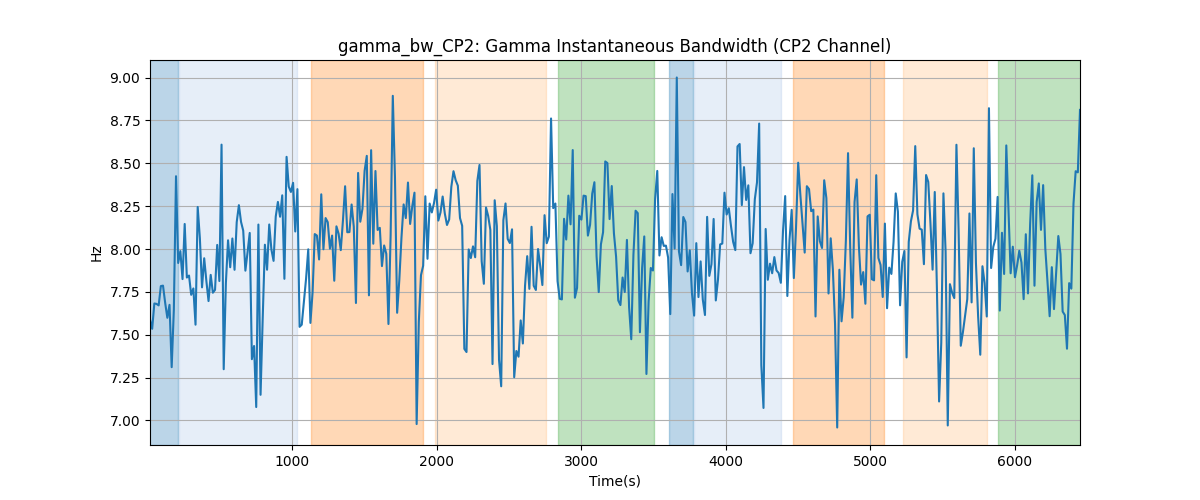 gamma_bw_CP2: Gamma Instantaneous Bandwidth (CP2 Channel)
9.00
8.75
8.50
8.25
8.00
7.75
7.50
7.25
7.00
Hz
1000 2000 3000 4000 5000 6000
Time(s)